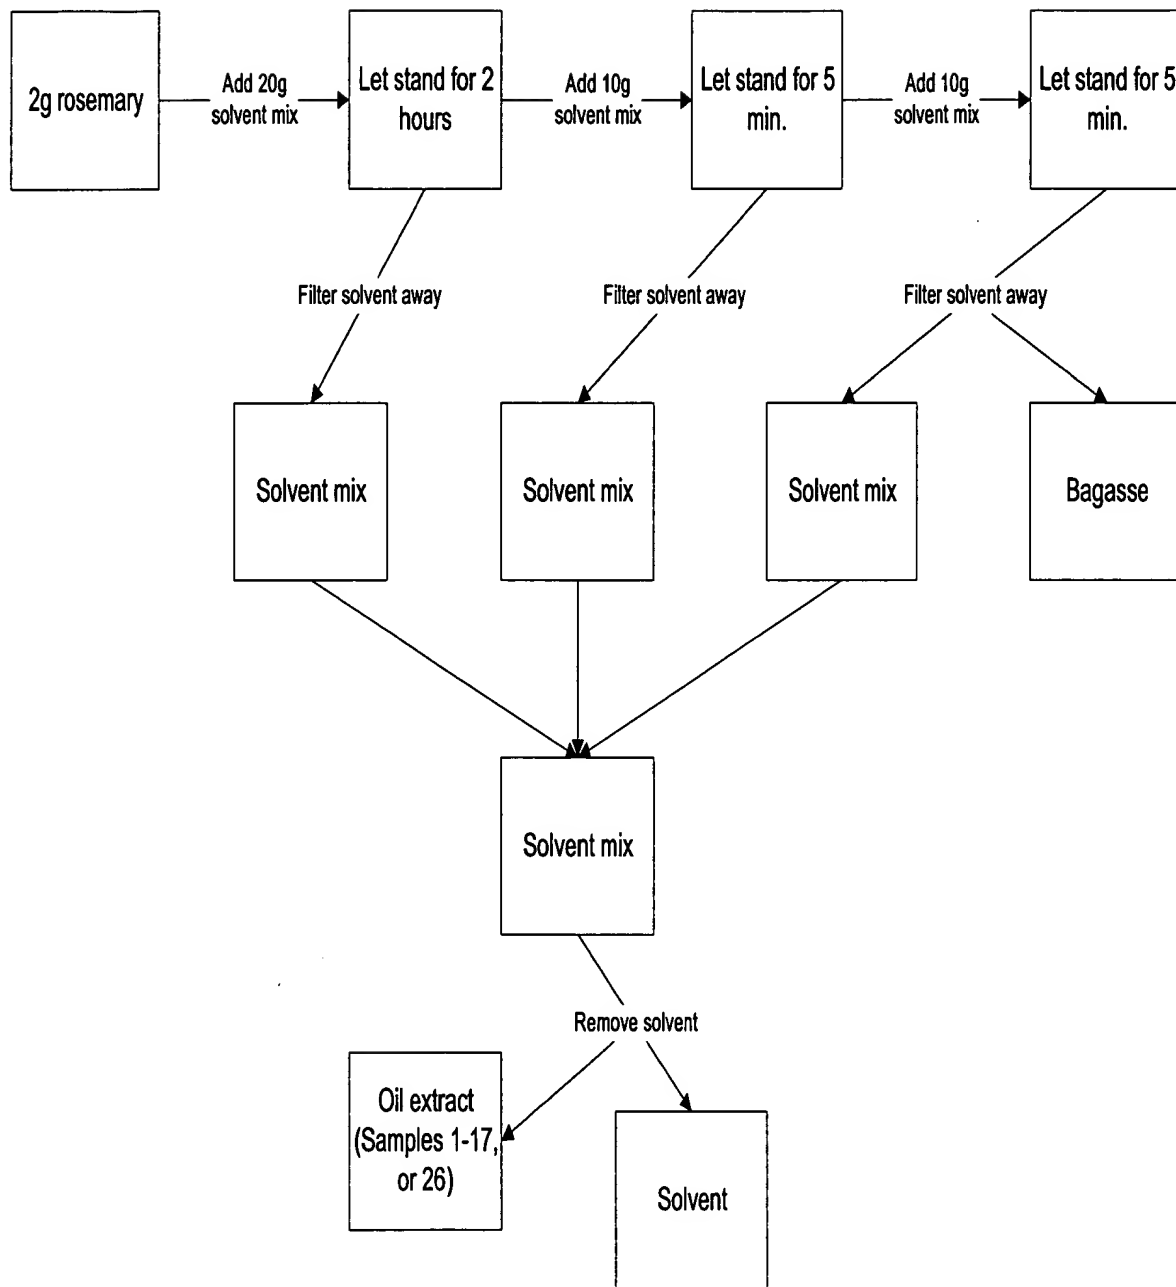 2g rosemary
Add 20g
solvent mix
Let stand for 2
hours
Add 10g
solvent mix
Let stand for 5
min.
Add 10g
solvent mix
Let stand for 5
min.
Filter solvent away
Filter solvent away
Filter solvent away
Solvent mix
Solvent mix
Solvent mix
Bagasse
Solvent mix
Remove solvent
Oil extract
(Samples 1-17,
or 26)
Solvent